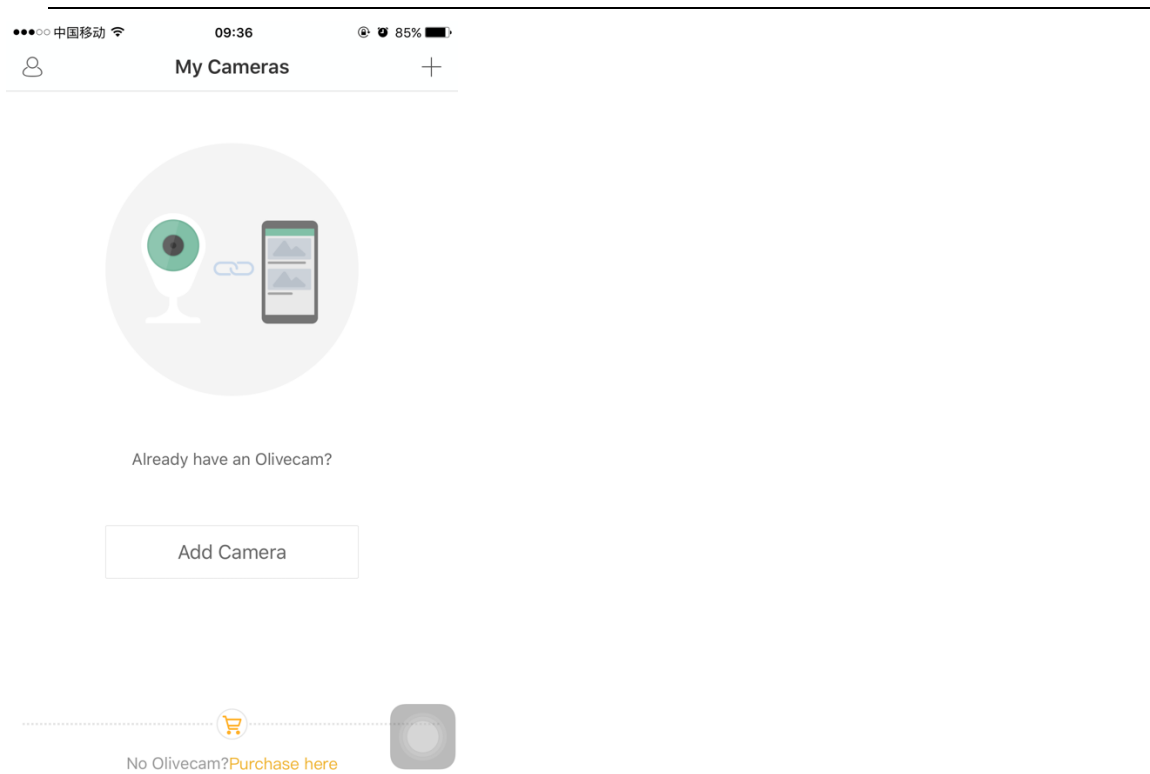 中国移动 09:36 85%
My Cameras
Already have an Olivecam?
Add Camera
No Olivecam?Purchase here